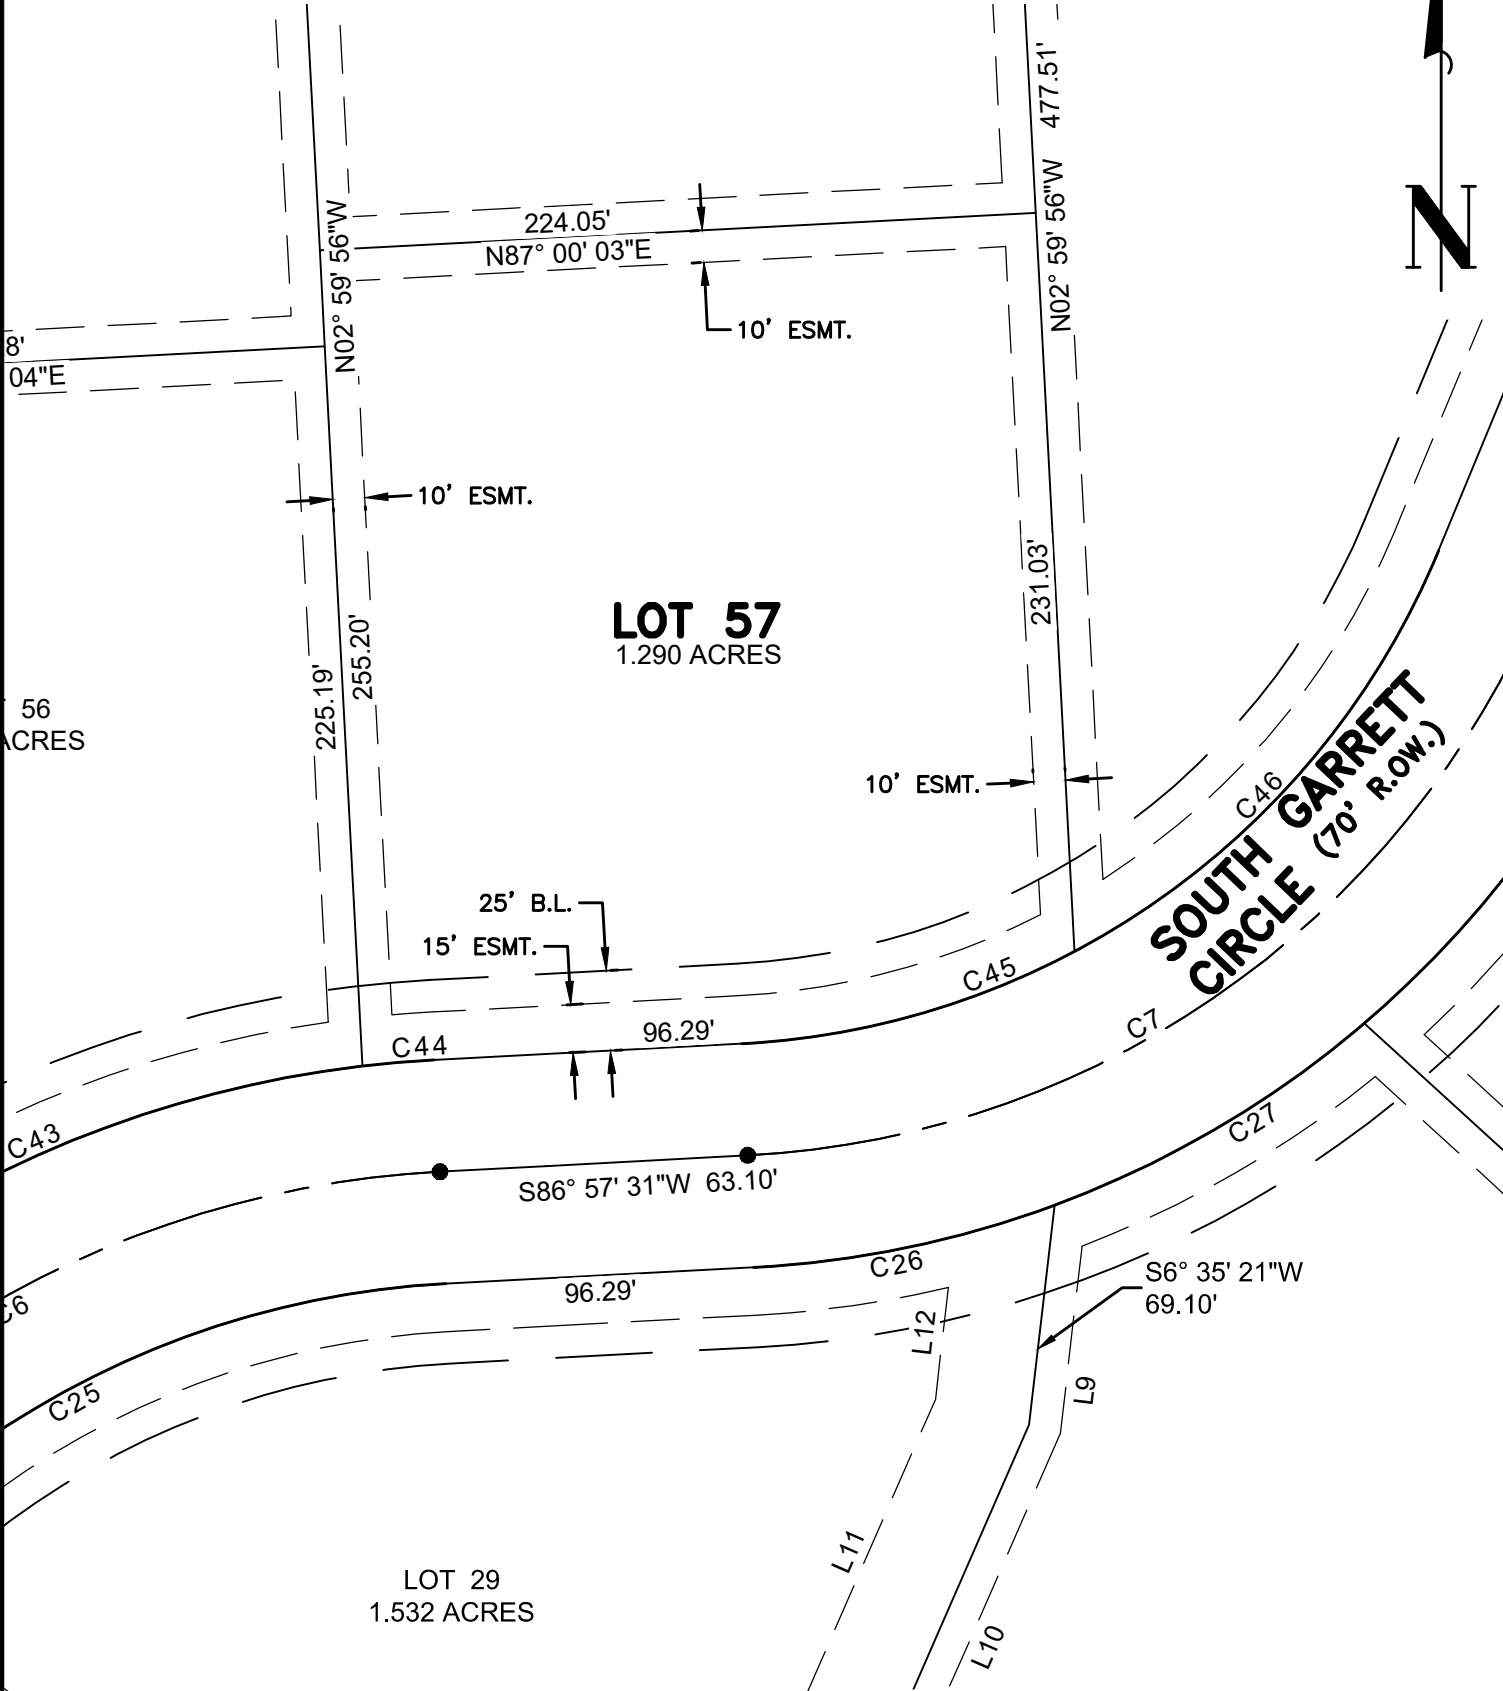 477.51'
N02° 59' 56"W
N
N02° 59' 56"W
224.05'
N87° 00' 03"E
10' ESMT.
8'
04"E
10' ESMT.
231.03'
LOT 57
1.290 ACRES
255.20'
225.19'
56
ACRES
10' ESMT.
C46
SOUTH GARRETT
CIRCLE (70' R.OW.)
25' B.L.
15' ESMT.
C45
C44
96.29'
C7
C43
C27
S86° 57' 31"W 63.10'
C26
S6° 35' 21"W
69.10'
96.29'
C6
L12
L9
C25
L11
LOT 29
1.532 ACRES
L10